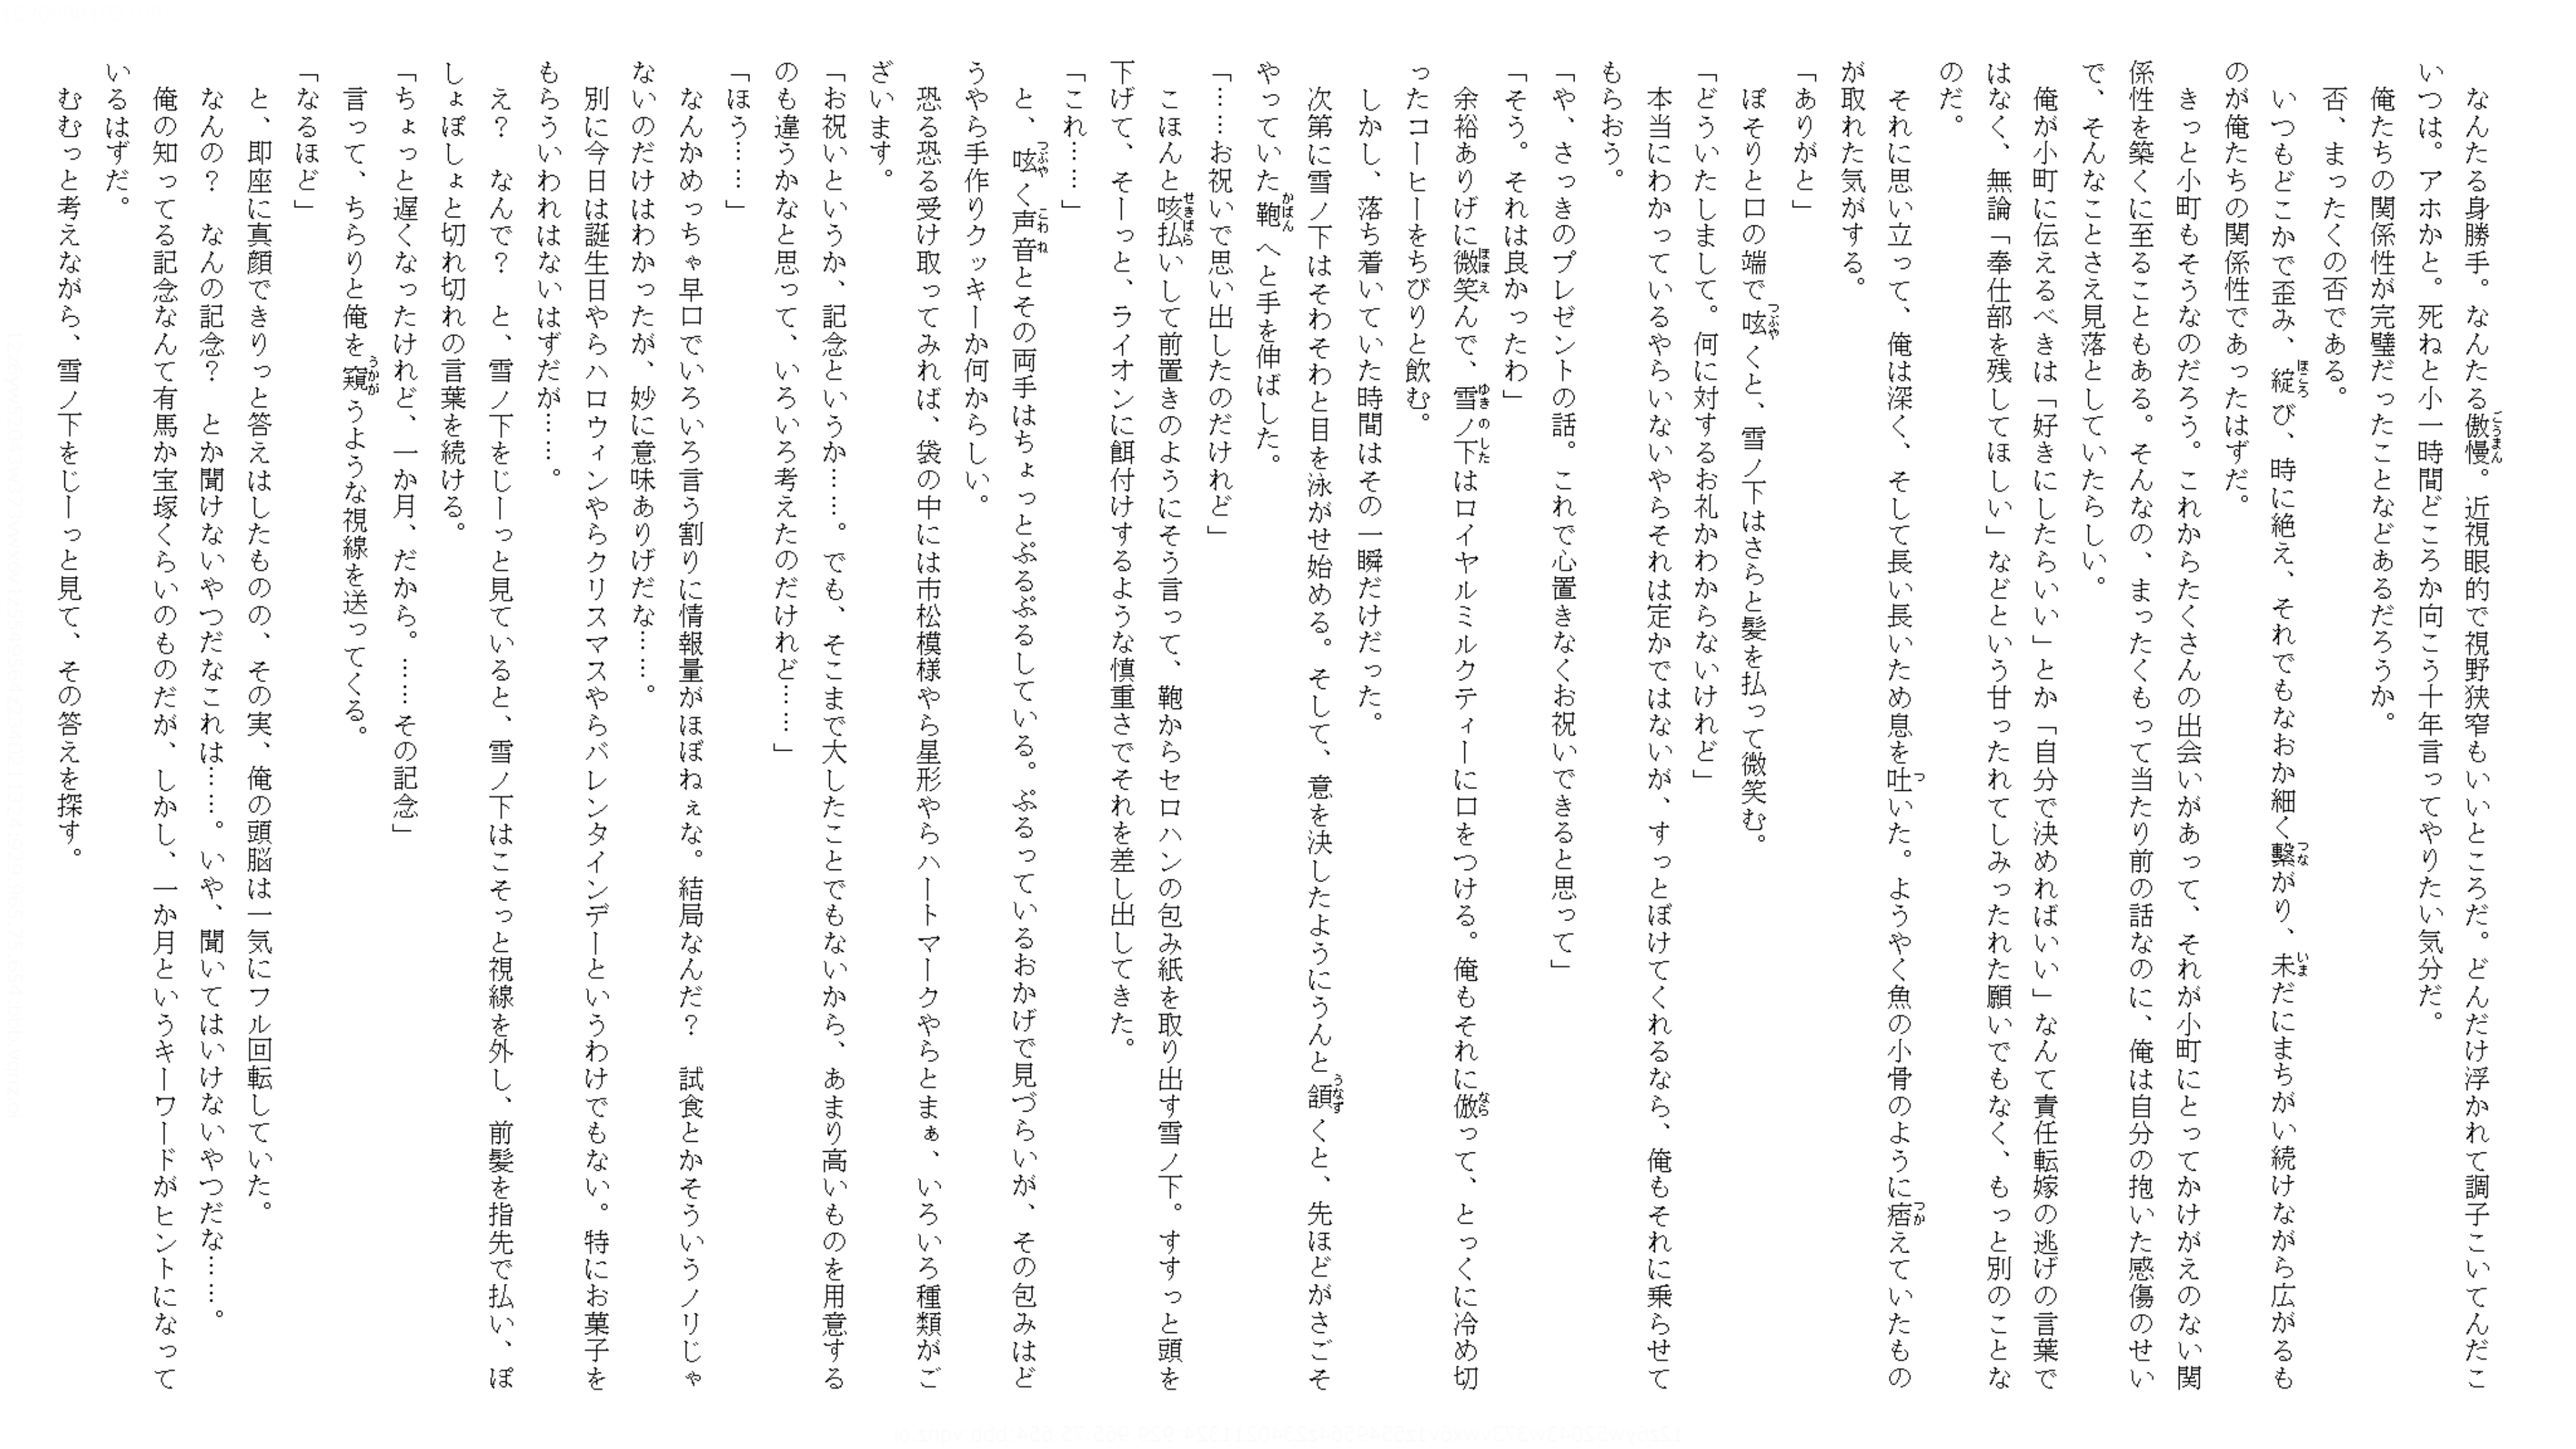 なんたる身勝手。なんたる傲慢。近視眼的で視野狭窄もいいところだ。どんだけ浮かれて調子こいてんだこ
いつは。アホかと。死ねと小一時間どころか向こう十年言ってやりたい気分だ。
俺たちの関係性が完璧だったことなどあるだろうか。
否、まったくの否である。
いつもどこかで歪み、綻び、時に絶え、それでもなおか細く繋がり、未だにまちがい続けながら広がるも
のが俺たちの関係性であったはずだ。
きっと小町もそうなのだろう。これからたくさんの出会いがあって、それが小町にとってかけがえのない関
係性を築くに至ることもある。そんなの、まったくもって当たり前の話なのに、俺は自分の抱いた感傷のせい
で、そんなことさえ見落としていたらしい。
俺が小町に伝えるべきは「好きにしたらいい」とか「自分で決めればいい」なんて責任転嫁の逃げの言葉で
はなく、無論「奉仕部を残してほしい」などという甘ったれてしみったれた願いでもなく、もっと別のことな
のだ。
それに思い立って、俺は深く、そして長い長いため息を吐いた。ようやく魚の小骨のように痞えていたもの
が取れた気がする。
「ありがと」
ぽそりと口の端で呟くと、雪ノ下はさらと髪を払って微笑む。
「どういたしまして。何に対するお礼かわからないけれど」
本当にわかっているやらいないやらそれは定かではないが、すっとぼけてくれるなら、俺もそれに乗らせて
もらおう。
「や、さっきのプレゼントの話。これで心置きなくお祝いできると思って」
「そう。それは良かったわ」
余裕ありげに微笑んで、雪ノ下はロイヤルミルクティーに口をつける。俺もそれに倣って、とっくに冷め切
ったコーヒーをちびりと飲む。
しかし、落ち着いていた時間はその一瞬だけだった。
次第に雪ノ下はそわそわと目を泳がせ始める。そして、意を決したようにうんと頷くと、先ほどがさごそ
やっていた鞄へと手を伸ばした。
「……お祝いで思い出したのだけれど」
こほんと咳払いして前置きのようにそう言って、鞄からセロハンの包み紙を取り出す雪ノ下。すすっと頭を
下げて、そーっと、ライオンに餌付けするような慎重さでそれを差し出してきた。
「これ……」
と、呟く声音とその両手はちょっとぷるぷるしている。ぷるっているおかげで見づらいが、その包みはど
うやら手作りクッキーか何からしい。
恐る恐る受け取ってみれば、袋の中には市松模様やら星形やらハートマークやらとまぁ、いろいろ種類がご
ざいます。
「お祝いというか、記念というか……。でも、そこまで大したことでもないから、あまり高いものを用意する
のも違うかなと思って、いろいろ考えたのだけれど……」
「ほう……」
なんかめっちゃ早口でいろいろ言う割りに情報量がほぼねぇな。結局なんだ？　試食とかそういうノリじゃ
ないのだけはわかったが、妙に意味ありげだな……。
別に今日は誕生日やらハロウィンやらクリスマスやらバレンタインデーというわけでもない。特にお菓子を
もらういわれはないはずだが……。
え？　なんで？　と、雪ノ下をじーっと見ていると、雪ノ下はこそっと視線を外し、前髪を指先で払い、ぽ
しょぽしょと切れ切れの言葉を続ける。
「ちょっと遅くなったけれど、一か月、だから。……その記念」
言って、ちらりと俺を窺うような視線を送ってくる。
「なるほど」
と、即座に真顔できりっと答えはしたものの、その実、俺の頭脳は一気にフル回転していた。
なんの？　なんの記念？　とか聞けないやつだなこれは……。いや、聞いてはいけないやつだな……。
俺の知ってる記念なんて有馬か宝塚くらいのものだが、しかし、一か月というキーワードがヒントになって
いるはずだ。
むむっと考えながら、雪ノ下をじーっと見て、その答えを探す。